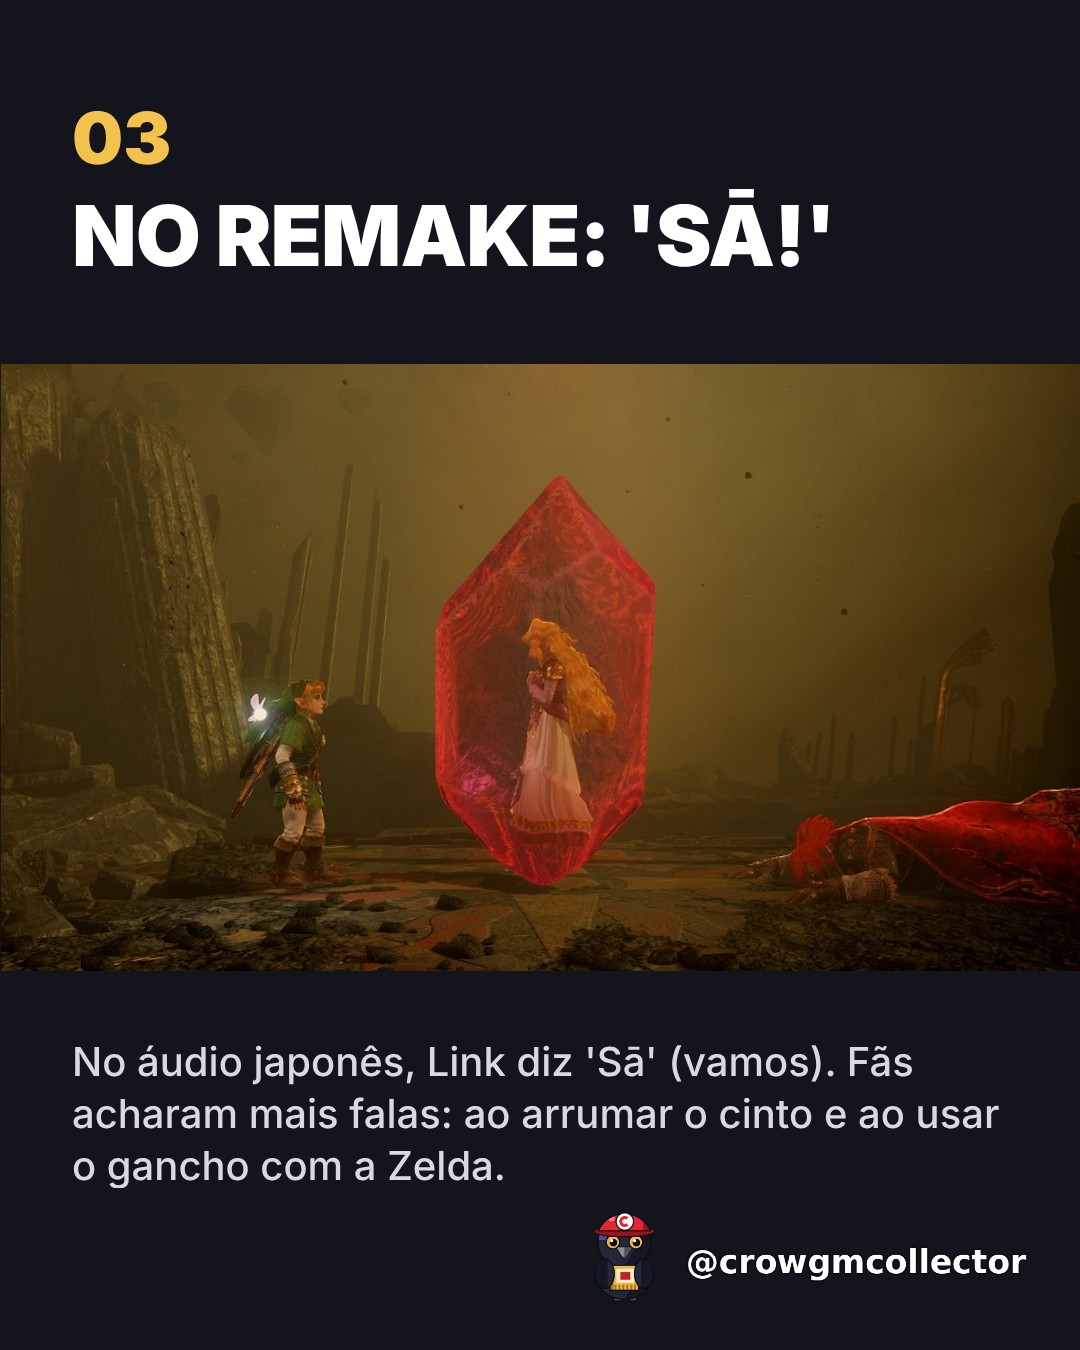 03
NO REMAKE: 'SĀ!'
No áudio japonês, Link diz 'Sā' (vamos). Fãs
acharam mais falas: ao arrumar o cinto e ao usar
o gancho com a Zelda.
C
@crowgmcollector